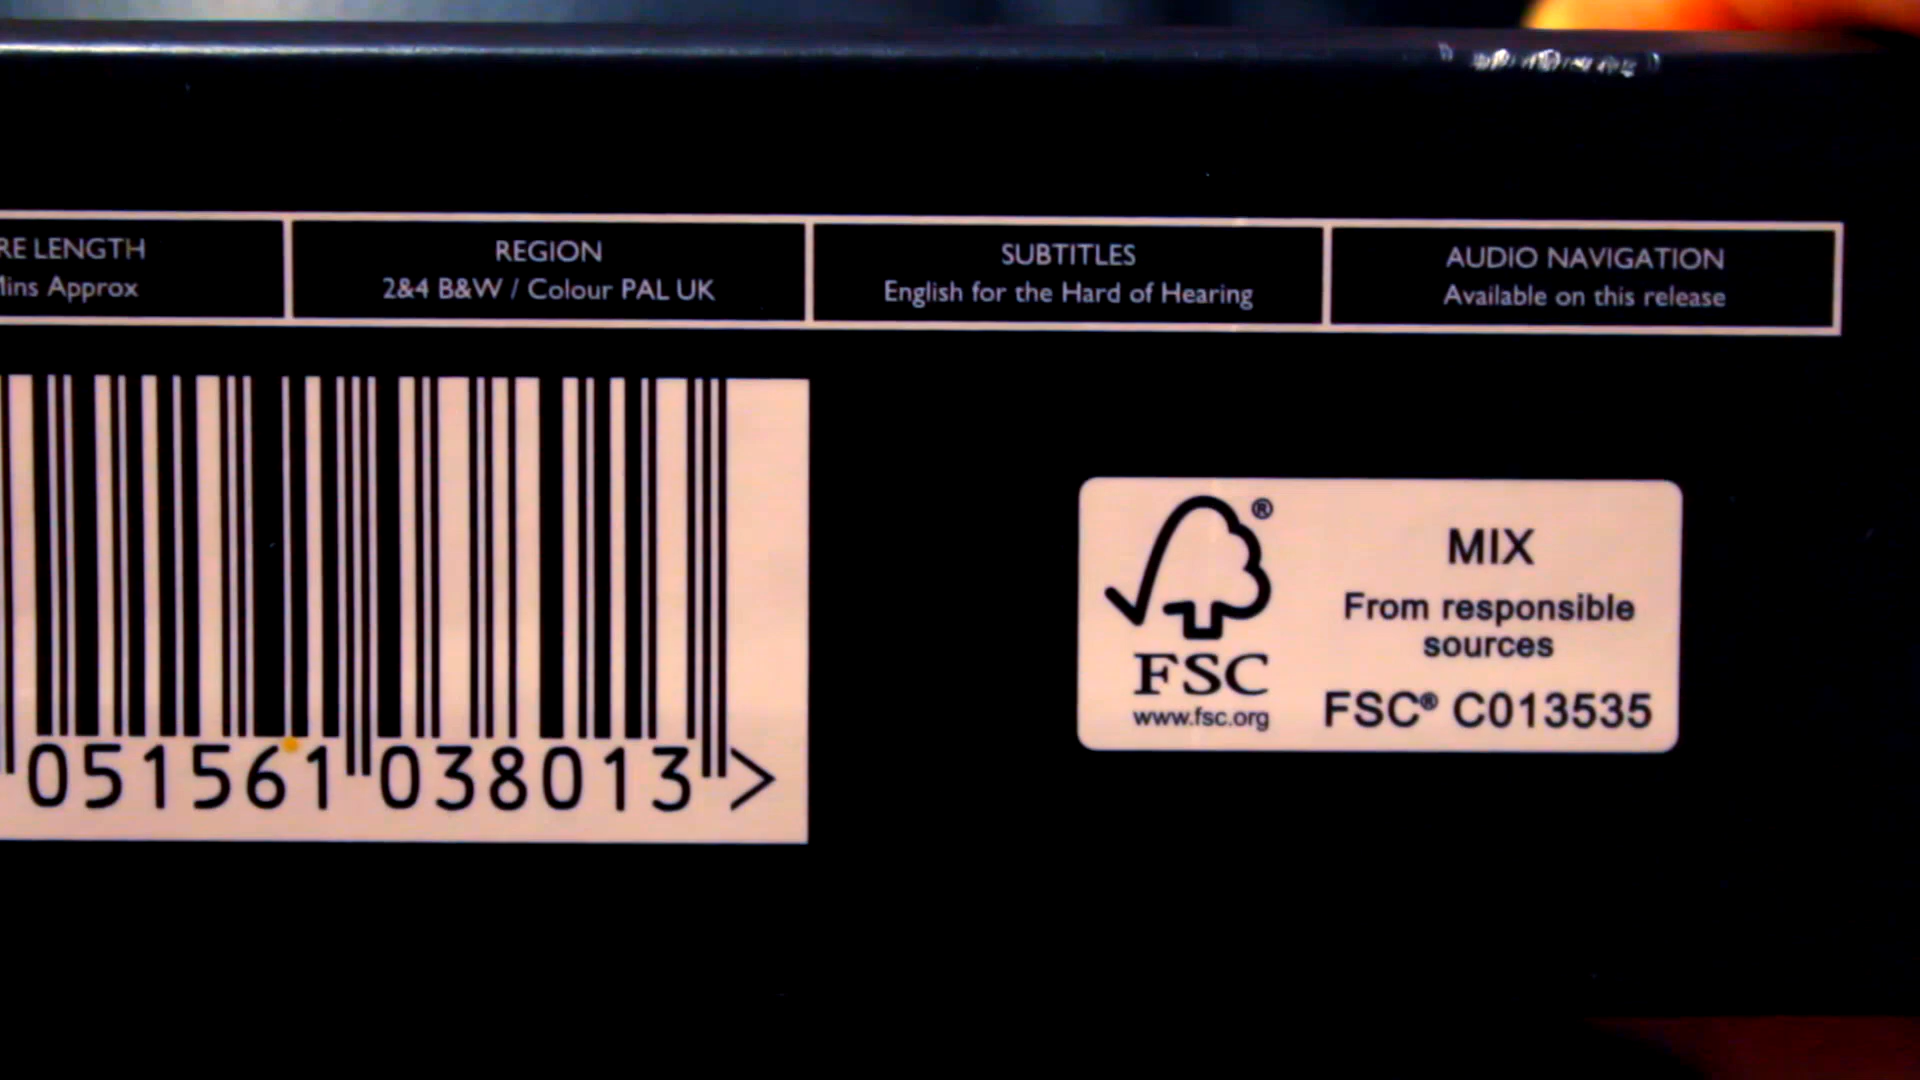 RE LENGTH
Mins Approx
REGION
2&4 B&W / Colour PAL UK
SUBTITLES
English for the Hard of Hearing
AUDIO NAVIGATION
Available on this release
051561 038013 >
®
FSC
www.fsc.org
MIX
From responsible
sources
FSC® C013535